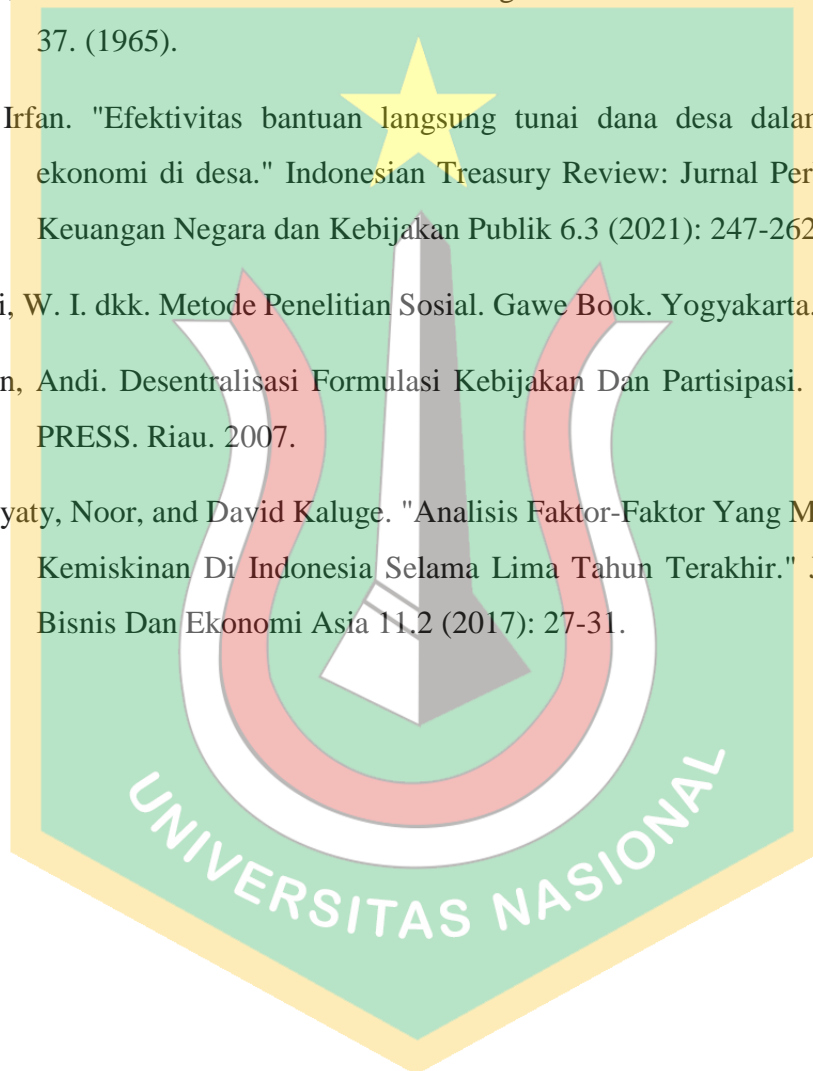 37. (1965).
Irfan. "Efektivitas bantuan langsung tunai dana desa
ekonomi di desa." Indonesian Treasury Review: Jurnal
Keuangan Negara dan Kebijakan Publik 6.3 (2021): 247-262
W. I. dkk. Metode Penelitian Sosial. Gawe Book. Yogyakarta.
Andi. Desentralisasi Formulasi Kebijakan Dan Partisipasi.
PRESS. Riau. 2007.
Noor, and David Kaluge. "Analisis Faktor-Faktor Yang
Kemiskinan Di Indonesia Selama Lima Tahun Terakhir."
Bisnis Dan Ekonomi Asia 11.2 (2017): 27-31.
UNIVERSITAS NASIONAL